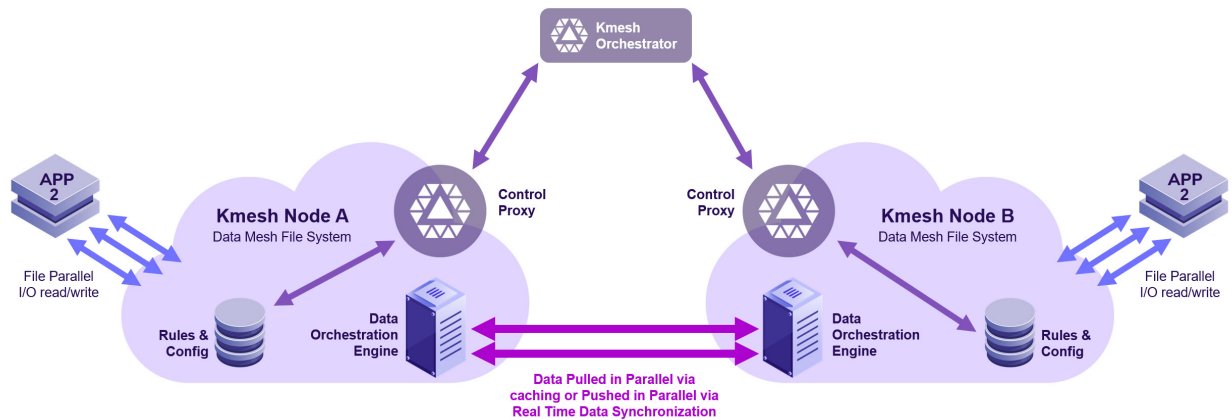 Kmesh
Orchestrator
APP
2
File Parallel
I/O read/write
Kmesh Node A
Data Mesh File System
Control
Proxy
Rules &
Config
Data
Orchestration
Engine
Data Pulled in Parallel via
caching or Pushed in Parallel via
Real Time Data Synchronization
Control
Proxy
Kmesh Node B
Data Mesh File System
Data
Orchestration
Engine
Rules &
Config
APP
2
File Parallel
I/O read/write